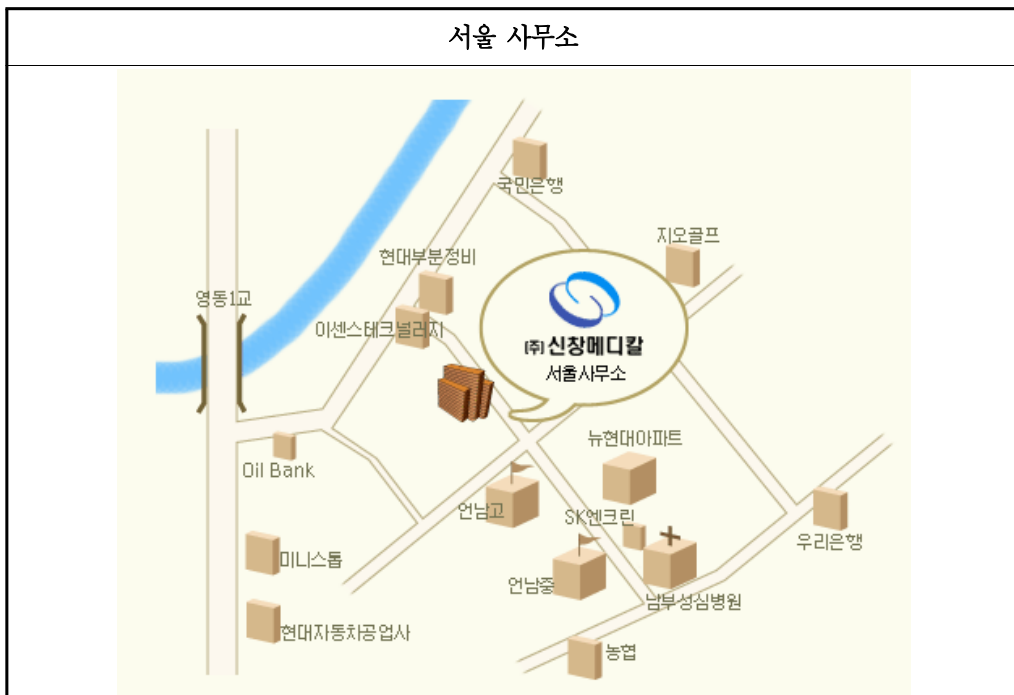 서울 사무소
국민은행
지오골프
현대부분정비
영동1교
이센스테크널러지
(주)신창메디칼
서울사무소
뉴현대아파트
Oil Bank
언남고
SK엔크린
우리은행
미니스톱
언남중
남부성심병원
현대자동차공업사
농협